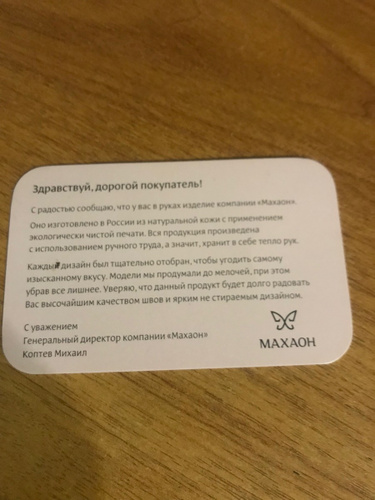 Здравствуй, дорогой покупатель!
С радостью сообщаю, что у вас в руках изделие компании «Махаон».
Оно изготовлено в России из натуральной кожи с применением
экологически чистой печати. Вся продукция произведена
с использованием ручного труда, а значит, хранит в себе тепло рук.
Каждый дизайн был тщательно отобран, чтобы угодить самому
изысканному вкусу. Модели мы продумали до мелочей, при этом
убрав все лишнее. Уверяю, что данный продукт будет долго радовать
Вас высочайшим качеством швов и ярким не стираемым дизайном.
С уважением
Генеральный директор компании «Махаон»
Коптев Михаил
МАХАОН